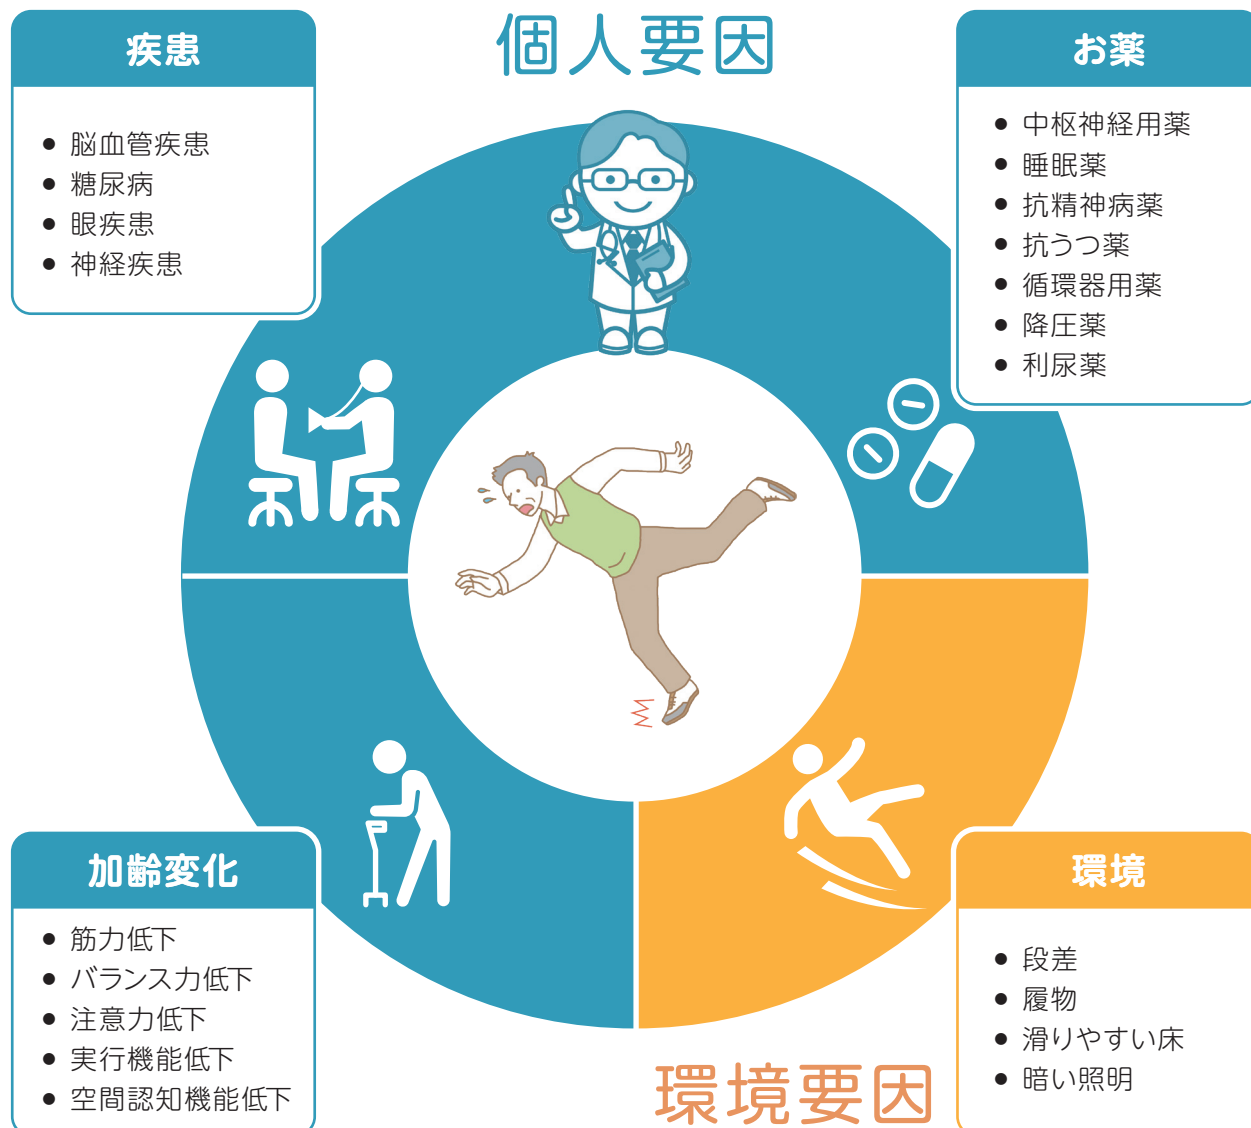 個人要因
疾患
脳血管疾患
糖尿病
眼疾患
神経疾患
お薬
中枢神経用薬
睡眠薬
抗精神病薬
抗うつ薬
循環器用薬
降圧薬
利尿薬
加齢変化
筋力低下
バランス力低下
注意力低下
実行機能低下
空間認知機能低下
環境
段差
履物
滑りやすい床
暗い照明
環境要因